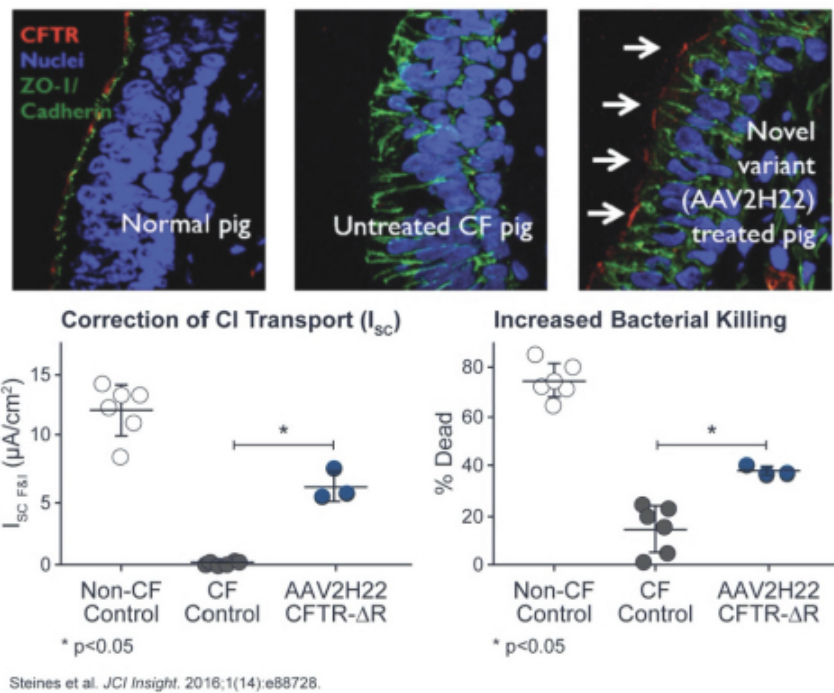 CFTR
Nuclei
ZO-1/
Cadherin
Normal pig
Untreated CF pig
Novel
variant
(AAV2H22)
treated pig
Correction of Cl Transport (ISC)
ISC F&I (µA/cm²)
15
10
5
0
*
Non-CF
Control
CF
Control
AAV2H22
CFTR-ΔR
* p<0.05
Increased Bacterial Killing
% Dead
80
60
40
20
0
*
Non-CF
Control
CF
Control
AAV2H22
CFTR-ΔR
* p<0.05
Steines et al. JCI Insight. 2016;1(14):e88728.